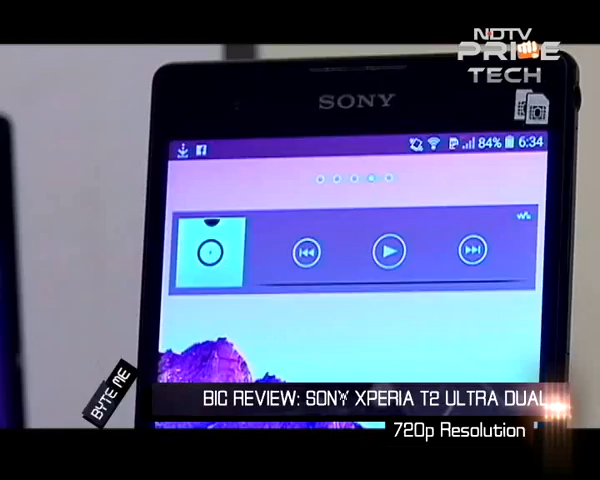 NDTV
PRIME
TECH
SONY
84% 6:34
BYTE ME
BIG REVIEW: SONY XPERIA T2 ULTRA DUAL
720p Resolution